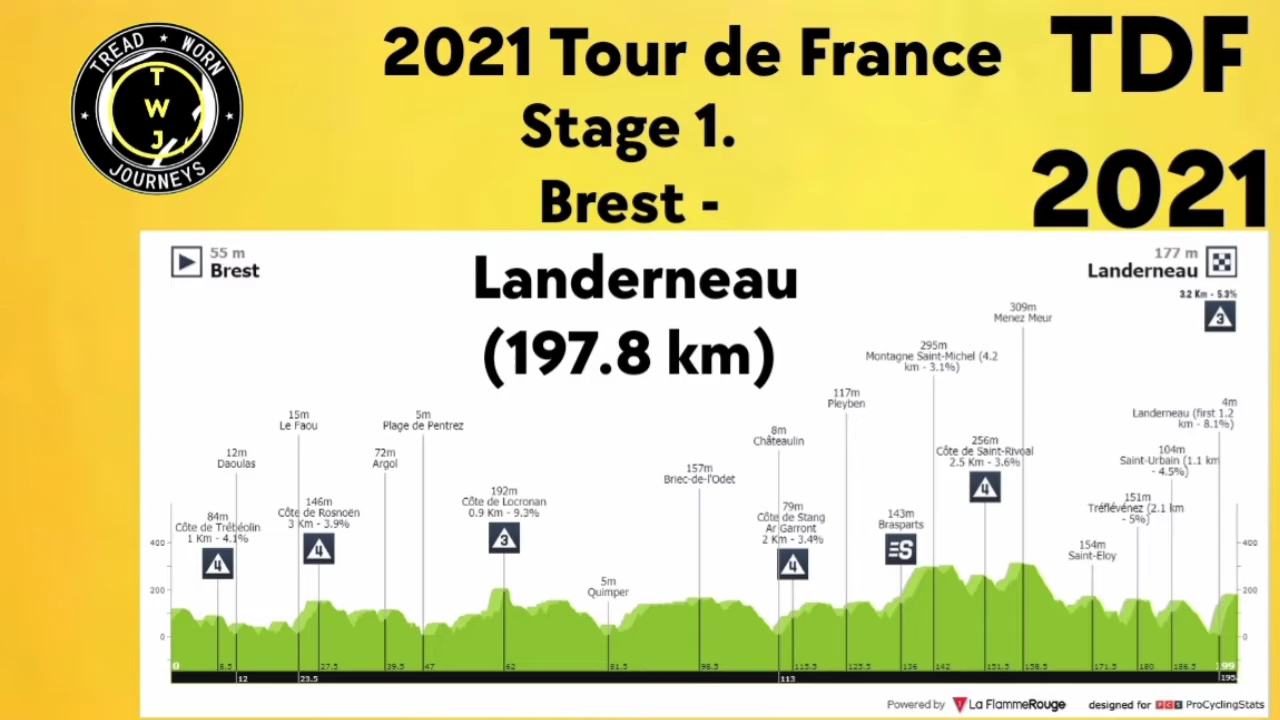 TREAD ★ WORN
T
W
J
JOURNEYS
2021 Tour de France
Stage 1.
Brest -
Landerneau
(197.8 km)
TDF
2021
55 m
Brest
177 m
Landerneau
3.2 Km - 5.3%
3
309m
Menez Meur
295m
Montagne Saint-Michel (4.2
km - 3.1%)
117m
Pleyben
4m
Landerneau (first 1.2
km - 8.1%)
15m
Le Faou
5m
Plage de Pentrez
8m
Châteaulin
12m
Daoulas
72m
Argol
256m
Côte de Saint-Rivoal
2.5 Km - 3.6%
4
104m
Saint-Urbain (1.1 km
- 4.5%)
157m
Briec-de-l'Odet
192m
Côte de Locronan
0.9 Km - 9.3%
3
146m
Côte de Rosnoën
3 Km - 3.9%
4
84m
Côte de Trébéolin
1 Km - 4.1%
4
79m
Côte de Stang
Ar Garront
2 Km - 3.4%
4
143m
Brasparts
S
151m
Tréflévénez (2.1 km
- 5%)
154m
Saint-Eloy
5m
Quimper
400
200
0
400
200
0
0 8.5 27.5 39.5 47 62 81.5 98.5 115.5 125.5 136 142 151.5 158.5 171.5 180 186.5
12 23.5 113
Powered by La FlammeRouge designed for PCS ProCyclingStats